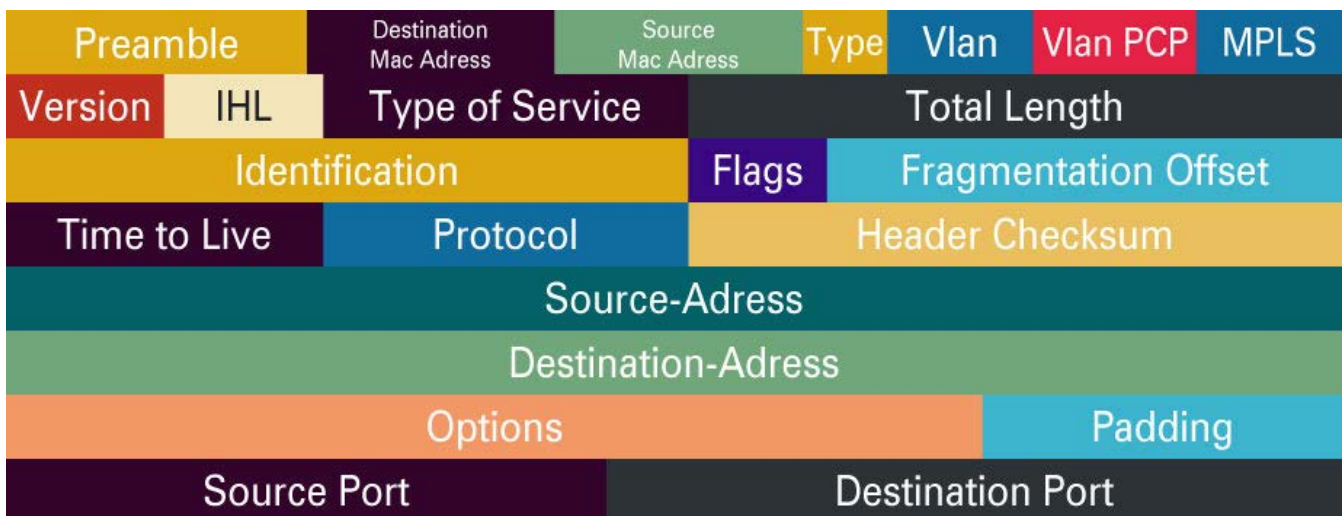 Preamble
Destination
Mac Adress
Source
Mac Adress
Type
Vlan
Vlan PCP
MPLS
Version
IHL
Type of Service
Total Length
Identification
Flags
Fragmentation Offset
Time to Live
Protocol
Header Checksum
Source-Adress
Destination-Adress
Options
Padding
Source Port
Destination Port